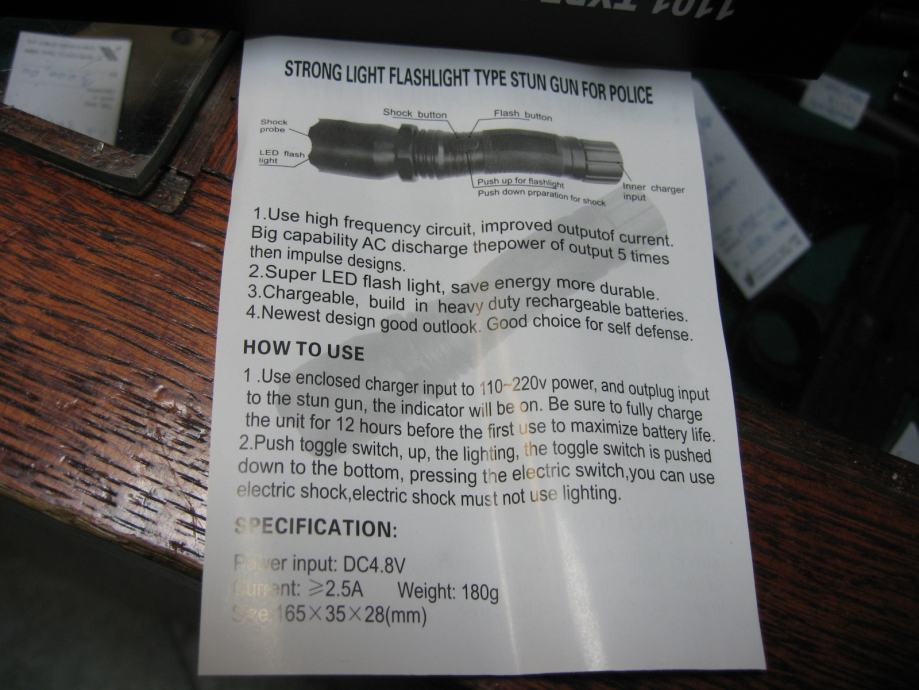 1101 TYPE
STRONG LIGHT FLASHLIGHT TYPE STUN GUN FOR POLICE
Shock button
Flash button
Shock
probe
LED flash
light
Push up for flashlight
Push down prparation for shock
Inner charger
input
1.Use high frequency circuit, improved outputof current.
Big capability AC discharge thepower of output 5 times
then impulse designs.
2.Super LED flash light, save energy more durable.
3.Chargeable, build in heavy duty rechargeable batteries.
4.Newest design good outlook. Good choice for self defense.
HOW TO USE
1 .Use enclosed charger input to 110~220v power, and outplug input
to the stun gun, the indicator will be on. Be sure to fully charge
the unit for 12 hours before the first use to maximize battery life.
2.Push toggle switch, up, the lighting, the toggle switch is pushed
down to the bottom, pressing the electric switch,you can use
electric shock,electric shock must not use lighting.
SPECIFICATION:
Power input: DC4.8V
Current: ≥2.5A Weight: 180g
Size:165×35×28(mm)